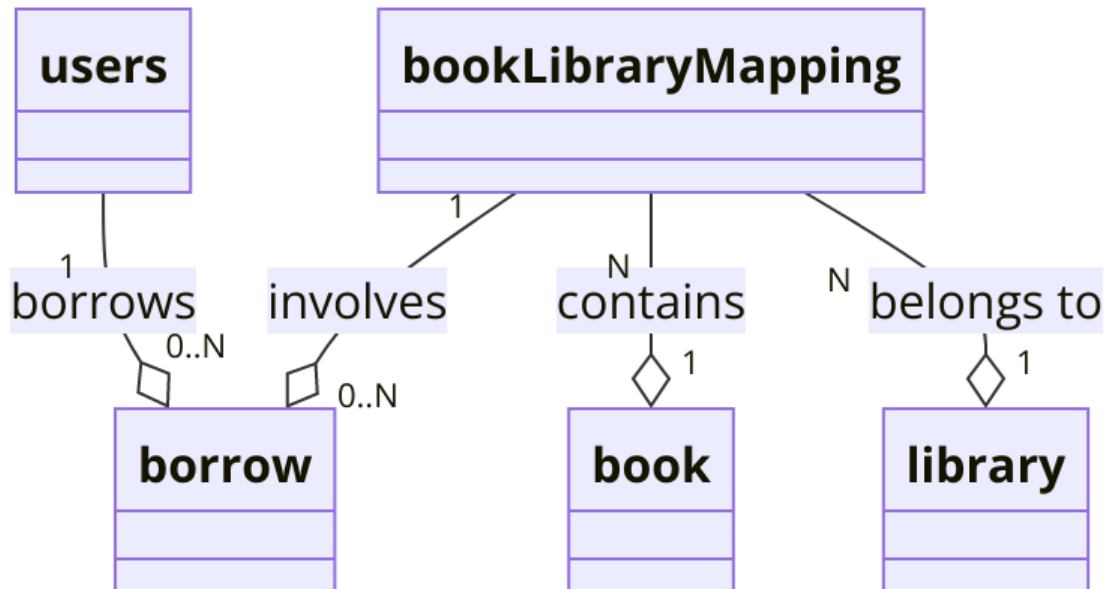 users
bookLibraryMapping
1
1
N
N
borrows
involves
contains
belongs to
0..N
0..N
1
1
borrow
book
library